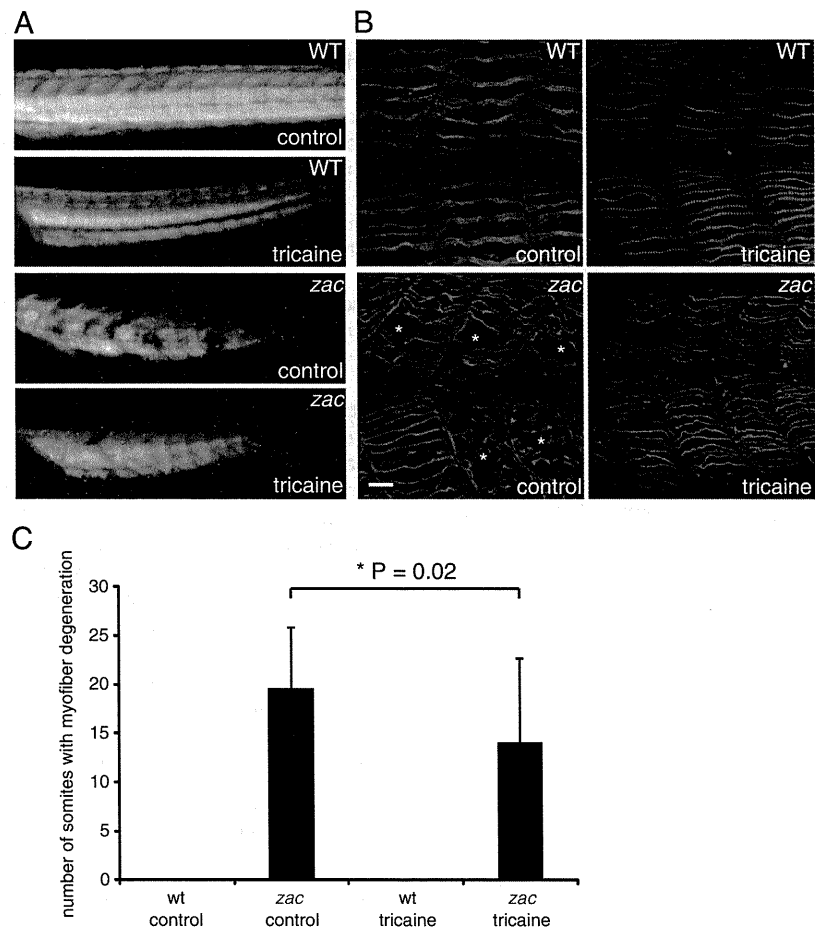 A
WT
control
WT
tricaine
zac
control
zac
tricaine
B
WT
control
WT
tricaine
zac
*
*
*
*
*
control
zac
tricaine
C
* P = 0.02
number of somites with myofiber degeneration
30
25
20
15
10
5
0
wt
control
zac
control
wt
tricaine
zac
tricaine